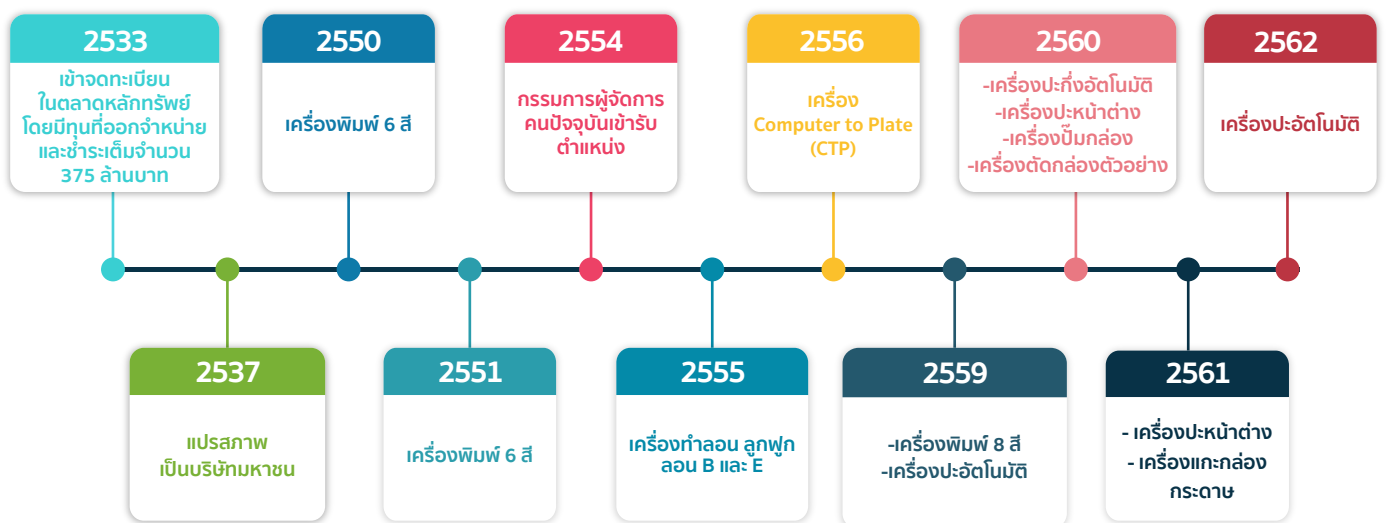 2533
เข้าจดทะเบียน
ในตลาดหลักทรัพย์
โดยมีทุนที่ออกจำหน่าย
และชำระเต็มจำนวน
375 ล้านบาท
2537
แปรสภาพ
เป็นบริษัทมหาชน
2550
เครื่องพิมพ์ 6 สี
2551
เครื่องพิมพ์ 6 สี
2554
กรรมการผู้จัดการ
คนปัจจุบันเข้ารับ
ตำแหน่ง
2555
เครื่องทำลอน ลูกฟูก
ลอน B และ E
2556
เครื่อง
Computer to Plate
(CTP)
2559
-เครื่องพิมพ์ 8 สี
-เครื่องปะอัตโนมัติ
2560
-เครื่องปะกึ่งอัตโนมัติ
-เครื่องปะหน้าต่าง
-เครื่องปั๊มกล่อง
-เครื่องตัดกล่องตัวอย่าง
2561
- เครื่องปะหน้าต่าง
- เครื่องแกะกล่อง
กระดาษ
2562
เครื่องปะอัตโนมัติ